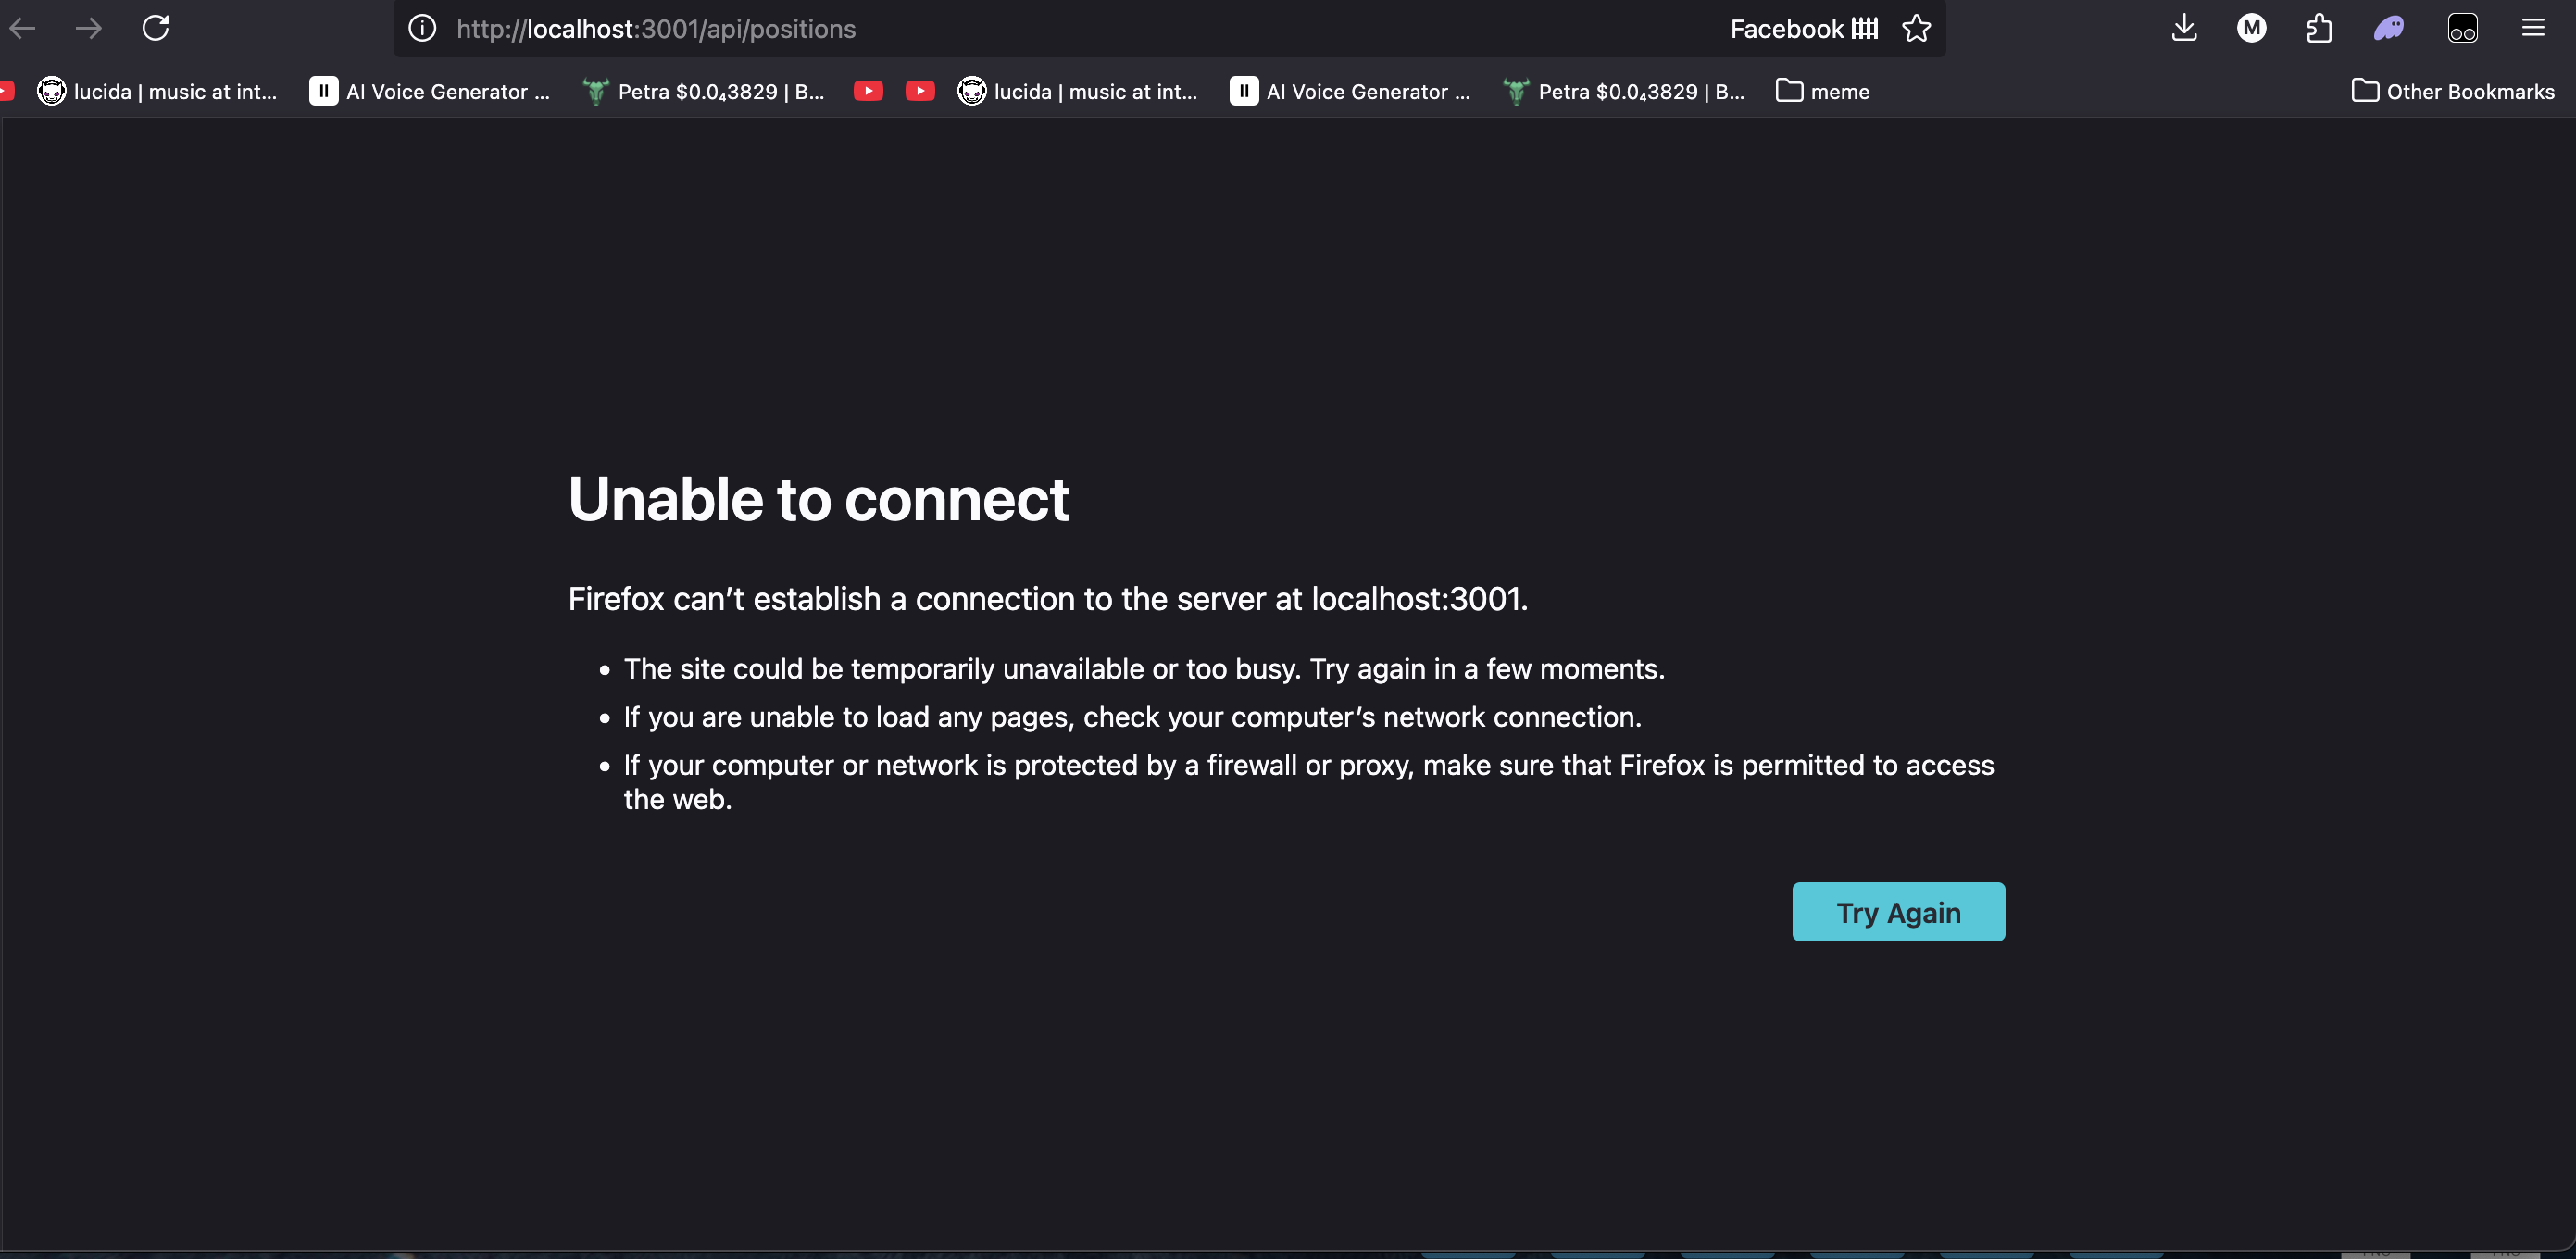 http://localhost:3001/api/positions
Facebook
M
lucida | music at int...
AI Voice Generator ...
Petra $0.0₄3829 | B...
lucida | music at int...
AI Voice Generator ...
Petra $0.0₄3829 | B...
meme
Other Bookmarks
Unable to connect
Firefox can’t establish a connection to the server at localhost:3001.
The site could be temporarily unavailable or too busy. Try again in a few moments.
If you are unable to load any pages, check your computer’s network connection.
If your computer or network is protected by a firewall or proxy, make sure that Firefox is permitted to access
the web.
Try Again